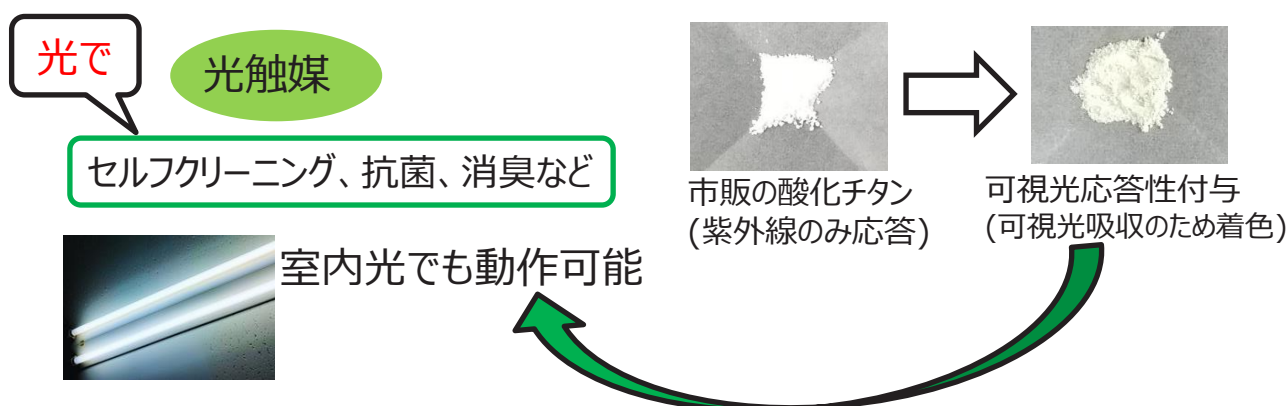 光で
光触媒
セルフクリーニング、抗菌、消臭など
室内光でも動作可能
市販の酸化チタン
(紫外線のみ応答)
可視光応答性付与
(可視光吸収のため着色)